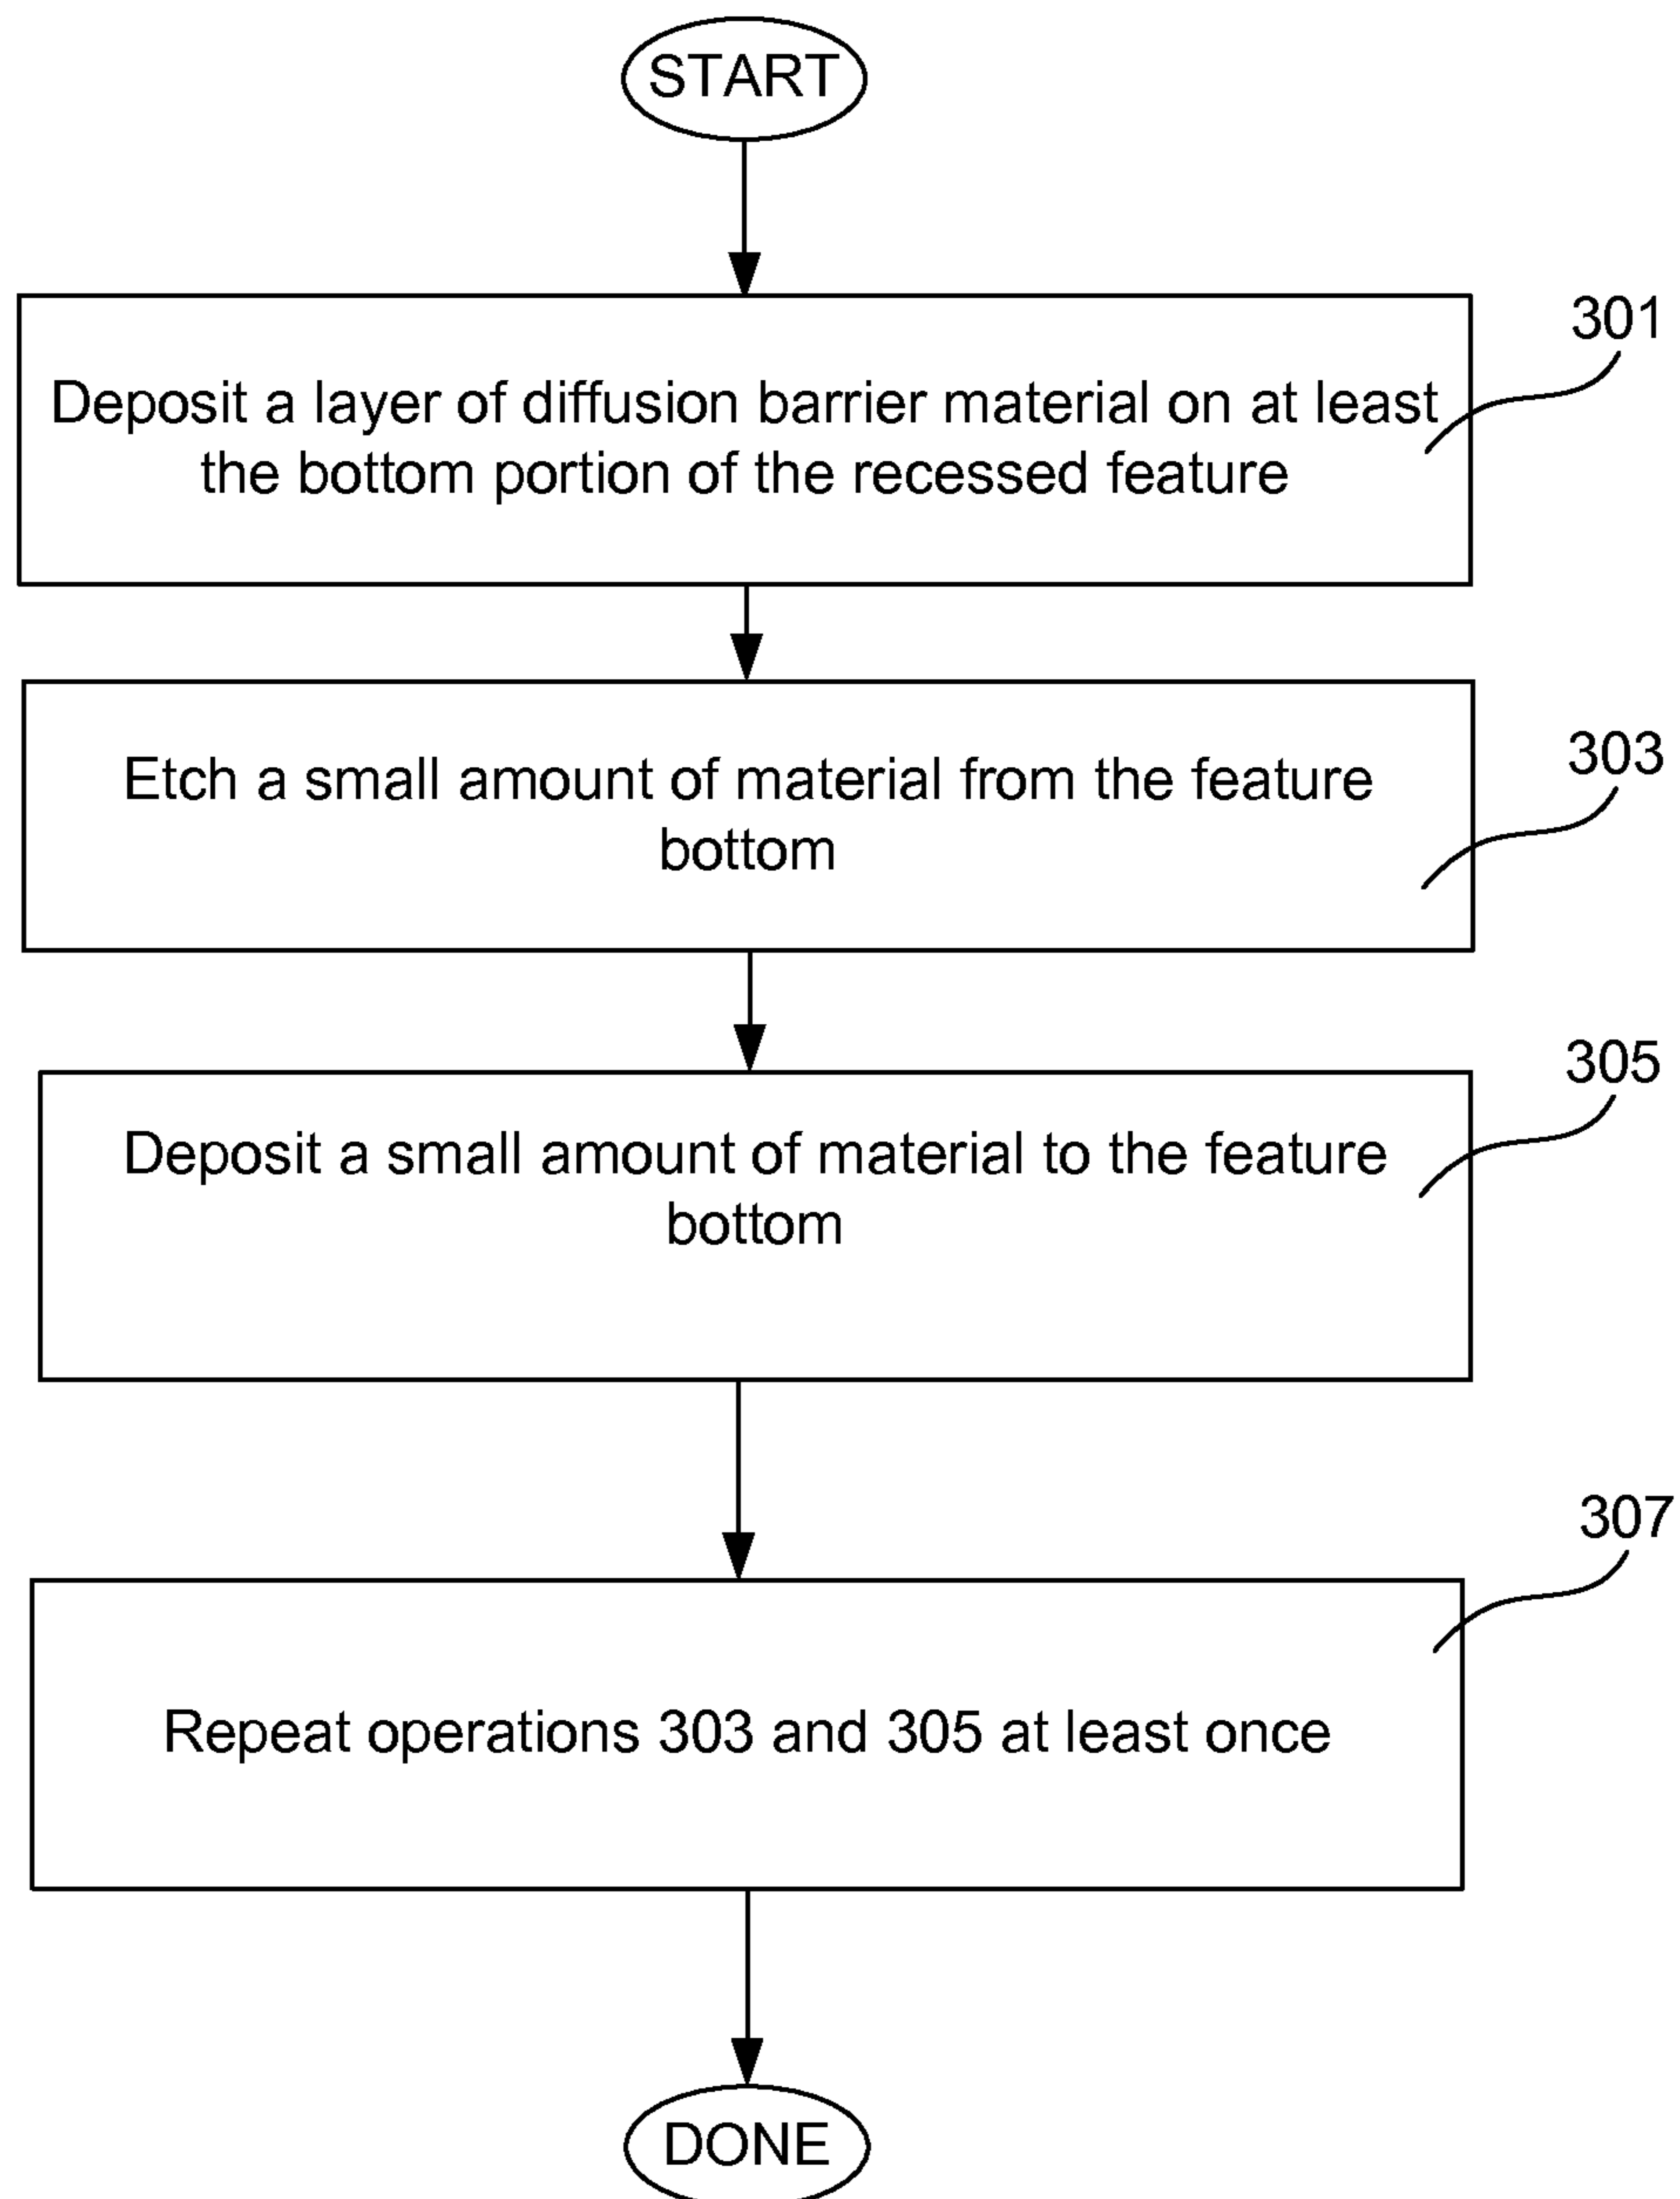 START
301
Deposit a layer of diffusion barrier material on at least
the bottom portion of the recessed feature
303
Etch a small amount of material from the feature
bottom
305
Deposit a small amount of material to the feature
bottom
307
Repeat operations 303 and 305 at least once
DONE